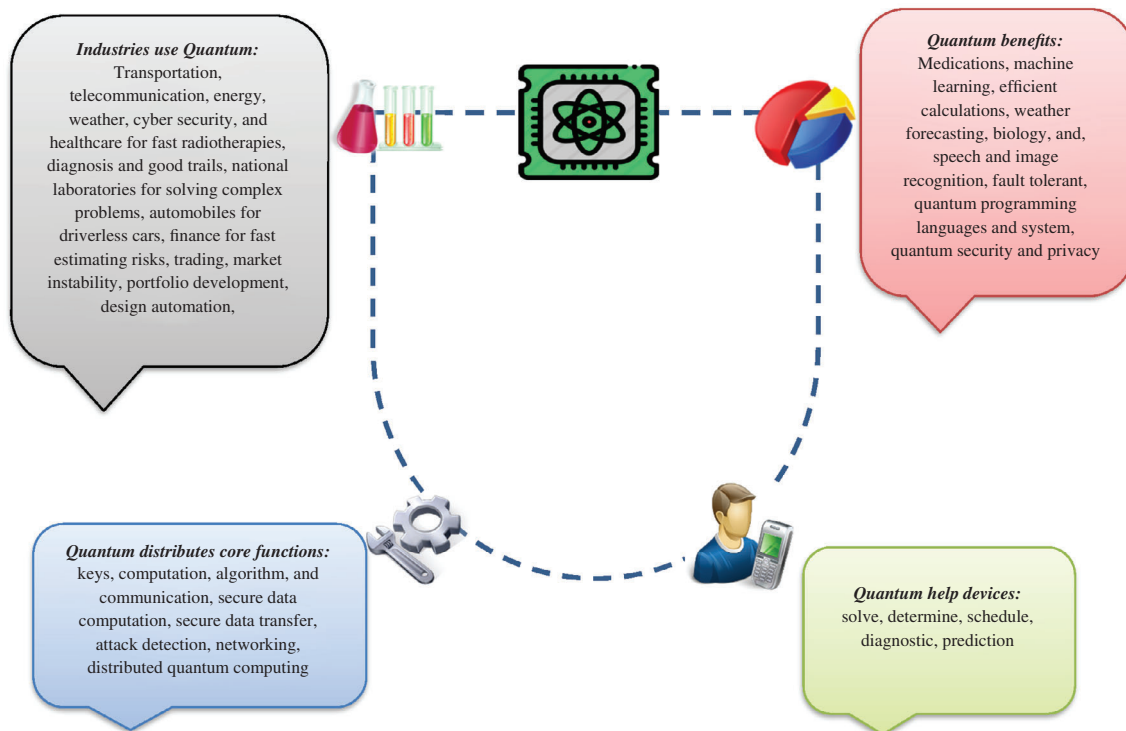 Industries use Quantum:
Transportation,
telecommunication, energy,
weather, cyber security, and
healthcare for fast radiotherapies,
diagnosis and good trails, national
laboratories for solving complex
problems, automobiles for
driverless cars, finance for fast
estimating risks, trading, market
instability, portfolio development,
design automation,
Quantum benefits:
Medications, machine
learning, efficient
calculations, weather
forecasting, biology, and,
speech and image
recognition, fault tolerant,
quantum programming
languages and system,
quantum security and privacy
Quantum distributes core functions:
keys, computation, algorithm, and
communication, secure data
computation, secure data transfer,
attack detection, networking,
distributed quantum computing
Quantum help devices:
solve, determine, schedule,
diagnostic, prediction